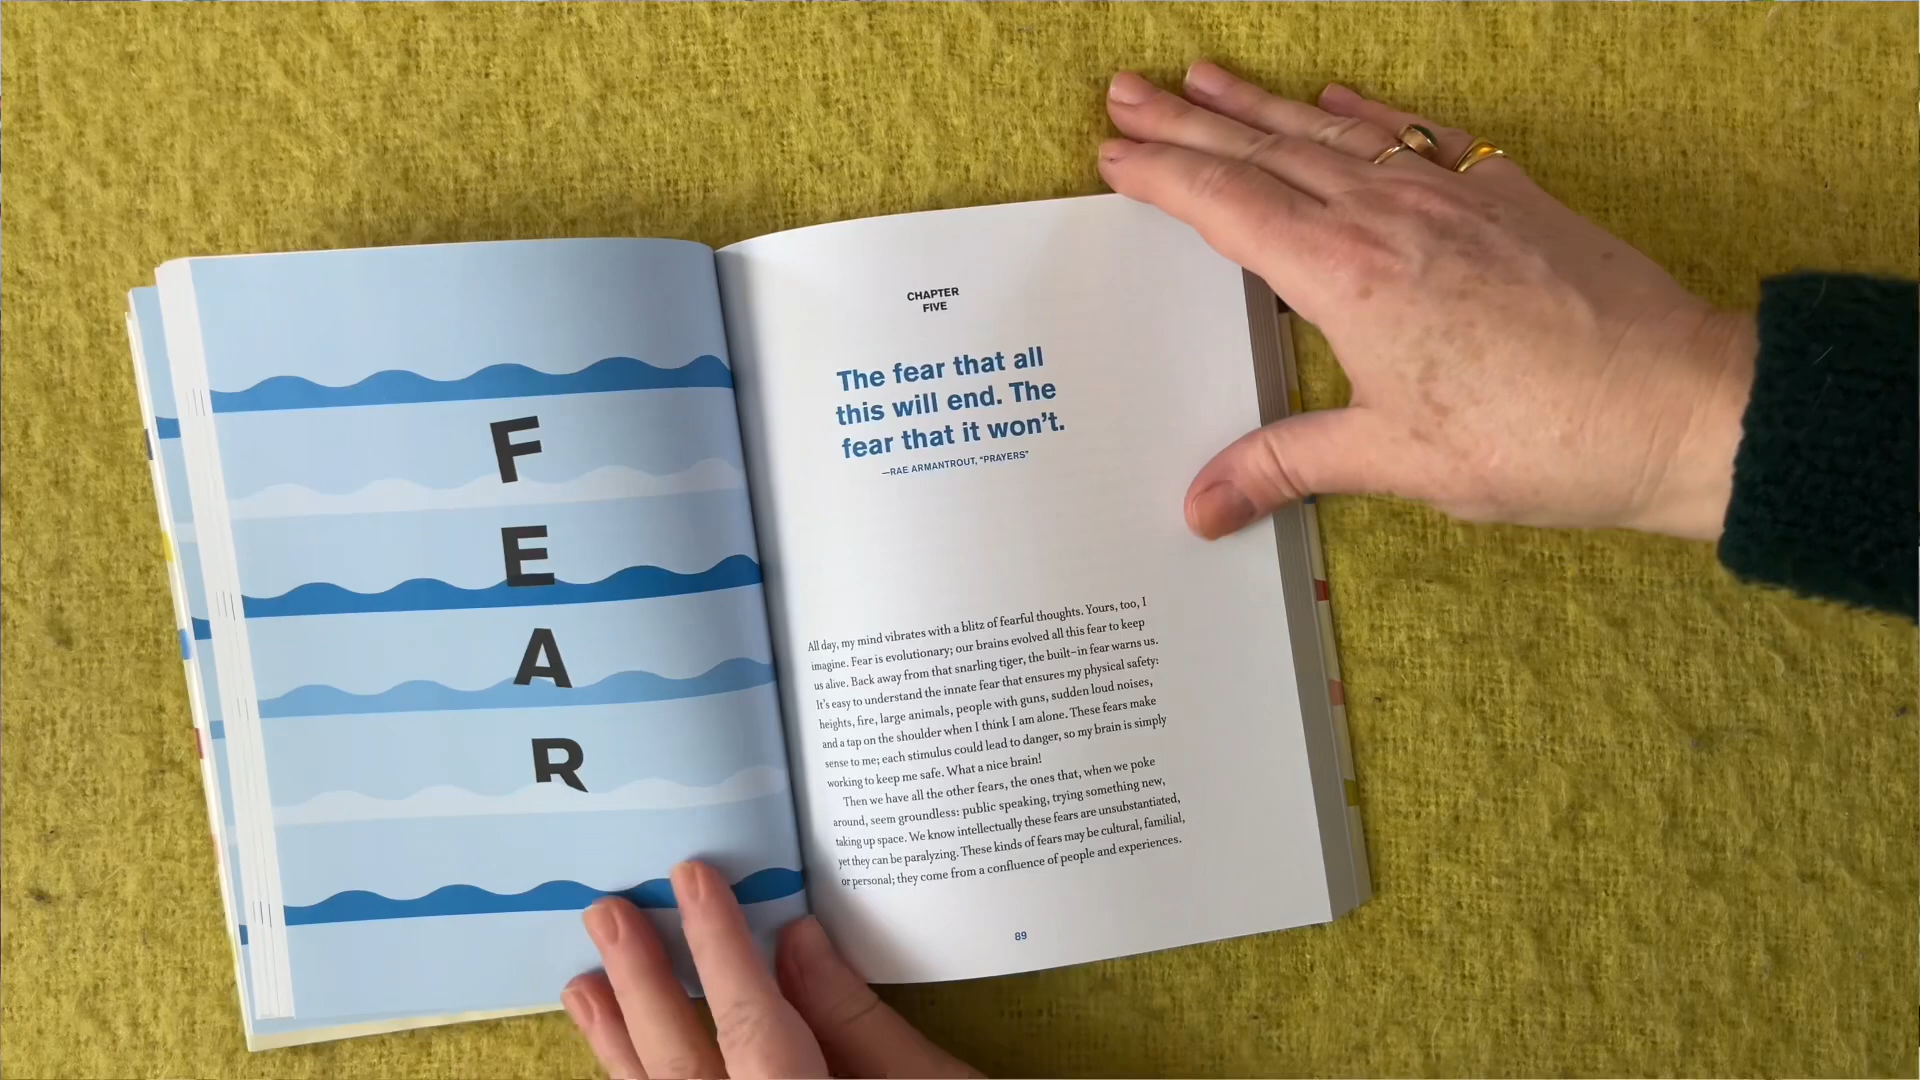 F
E
A
R
CHAPTER
FIVE
The fear that all
this will end. The
fear that it won't.
—RAE ARMANTROUT, "PRAYERS"
All day, my mind vibrates with a blitz of fearful thoughts. Yours, too, I
imagine. Fear is evolutionary; our brains evolved all this fear to keep
us alive. Back away from that snarling tiger, the built-in fear warns us.
It's easy to understand the innate fear that ensures my physical safety:
heights, fire, large animals, people with guns, sudden loud noises,
and a tap on the shoulder when I think I am alone. These fears make
sense to me; each stimulus could lead to danger, so my brain is simply
working to keep me safe. What a nice brain!
Then we have all the other fears, the ones that, when we poke
around, seem groundless: public speaking, trying something new,
taking up space. We know intellectually these fears are unsubstantiated,
yet they can be paralyzing. These kinds of fears may be cultural, familial,
or personal; they come from a confluence of people and experiences.
89